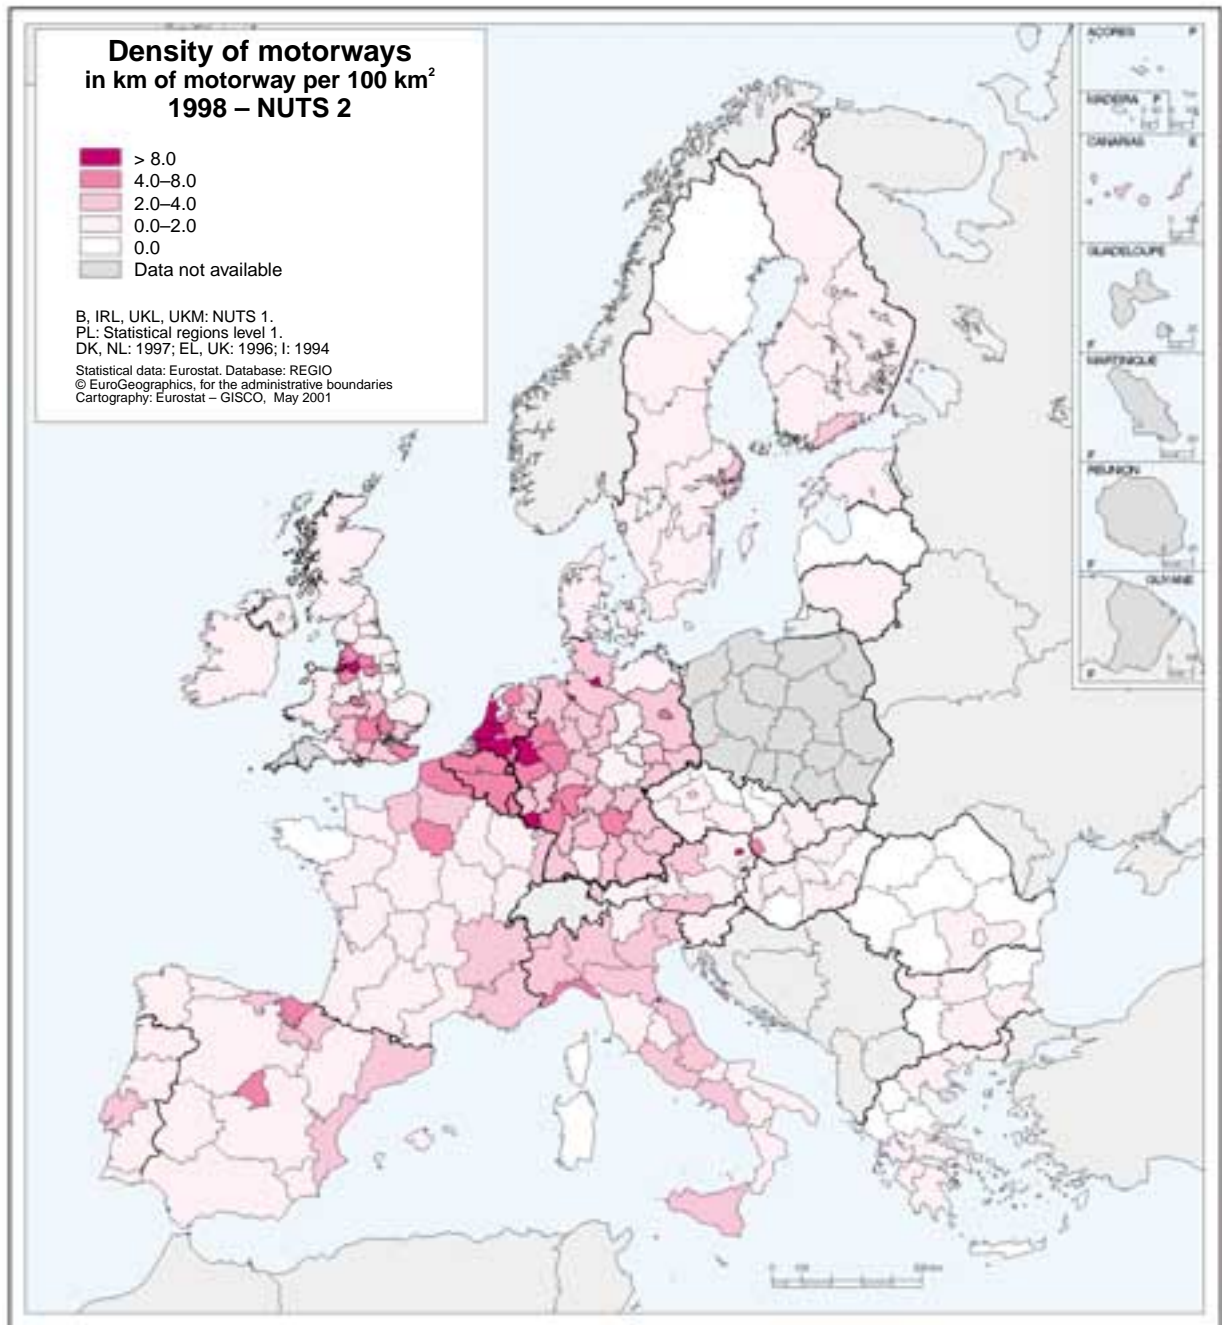 Density of motorways
in km of motorway per 100 km²
1998 – NUTS 2
> 8.0
4.0–8.0
2.0–4.0
0.0–2.0
0.0
Data not available
B, IRL, UKL, UKM: NUTS 1.
PL: Statistical regions level 1.
DK, NL: 1997; EL, UK: 1996; I: 1994
Statistical data: Eurostat. Database: REGIO
© EuroGeographics, for the administrative boundaries
Cartography: Eurostat – GISCO, May 2001
AÇORES P
MADEIRA P
CANARIAS E
GUADELOUPE
F
MARTINIQUE
F
REUNION
F
GUYANE
F